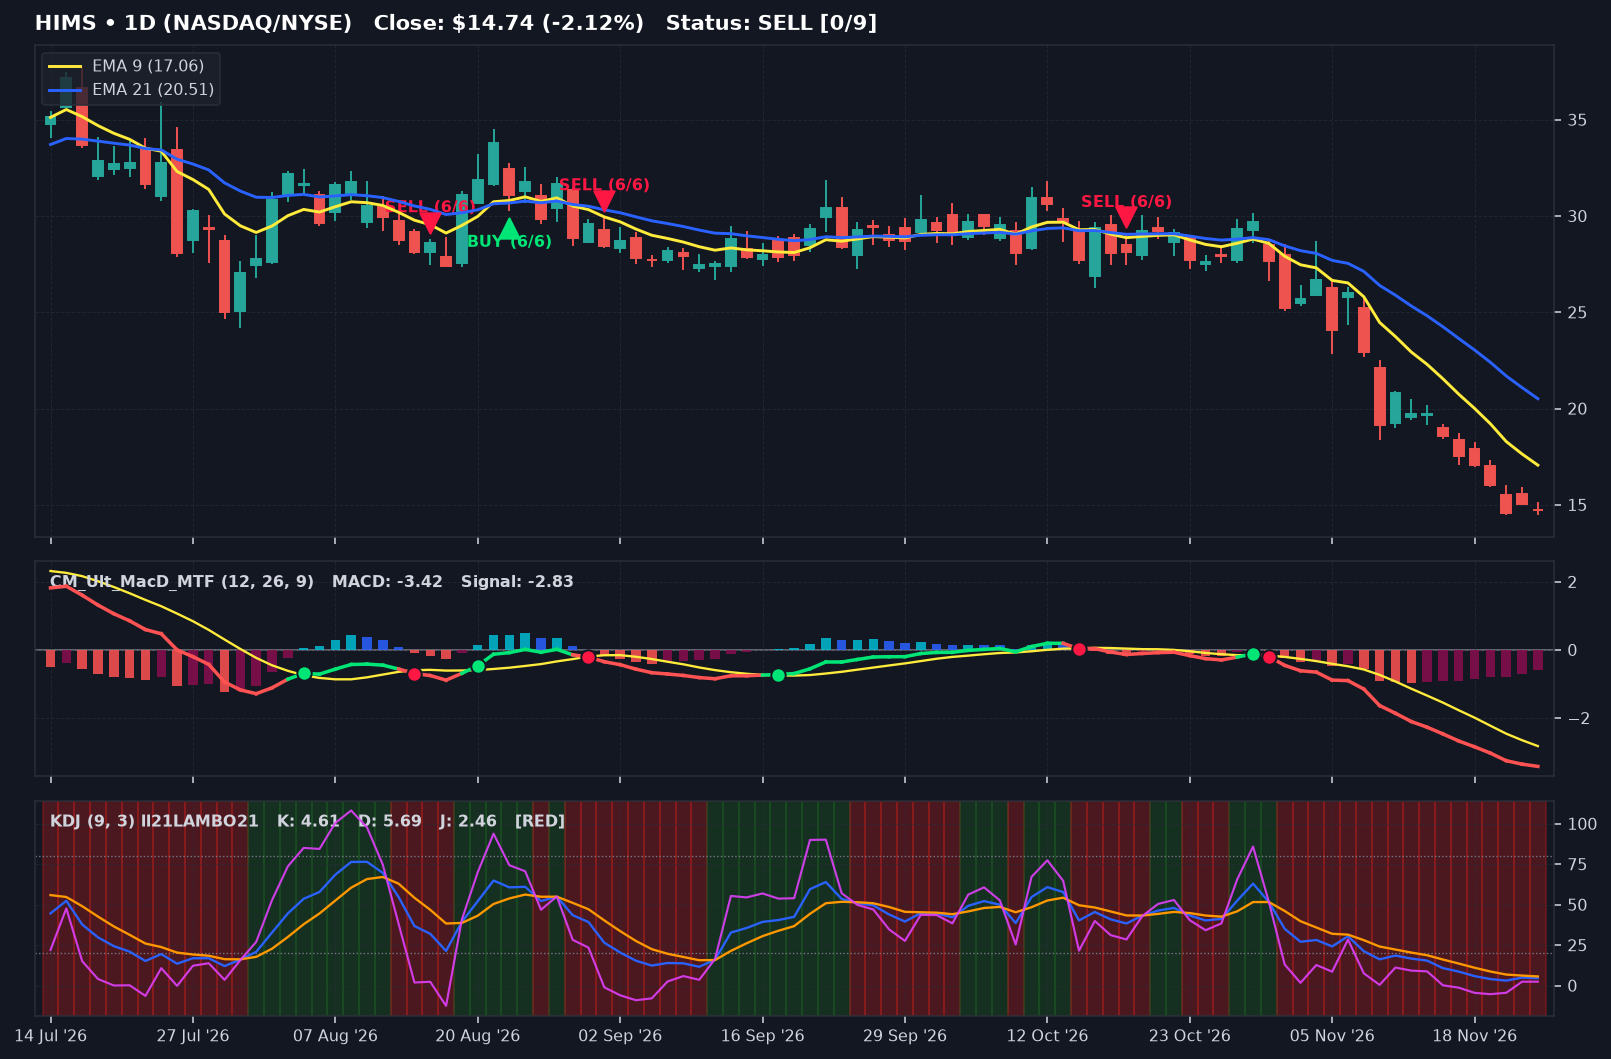 HIMS • 1D (NASDAQ/NYSE)   Close: $14.74 (-2.12%)   Status: SELL [0/9]
EMA 9 (17.06)
EMA 21 (20.51)
SELL (6/6)
BUY (6/6)
SELL (6/6)
SELL (6/6)
35
30
25
20
15
CM_Ult_MacD_MTF (12, 26, 9)   MACD: -3.42   Signal: -2.83
2
0
−2
KDJ (9, 3) II21LAMBO21   K: 4.61   D: 5.69   J: 2.46   [RED]
100
75
50
25
0
14 Jul '26
27 Jul '26
07 Aug '26
20 Aug '26
02 Sep '26
16 Sep '26
29 Sep '26
12 Oct '26
23 Oct '26
05 Nov '26
18 Nov '26